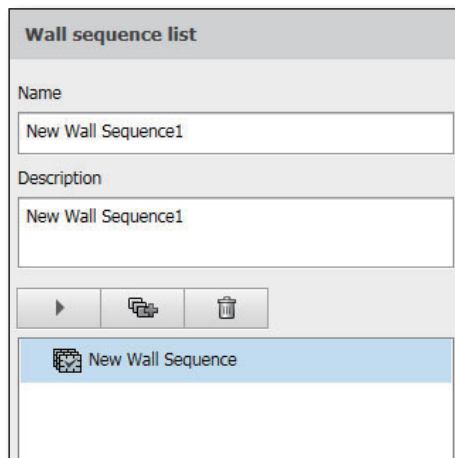 Wall sequence list
Name
New Wall Sequence1
Description
New Wall Sequence1
New Wall Sequence